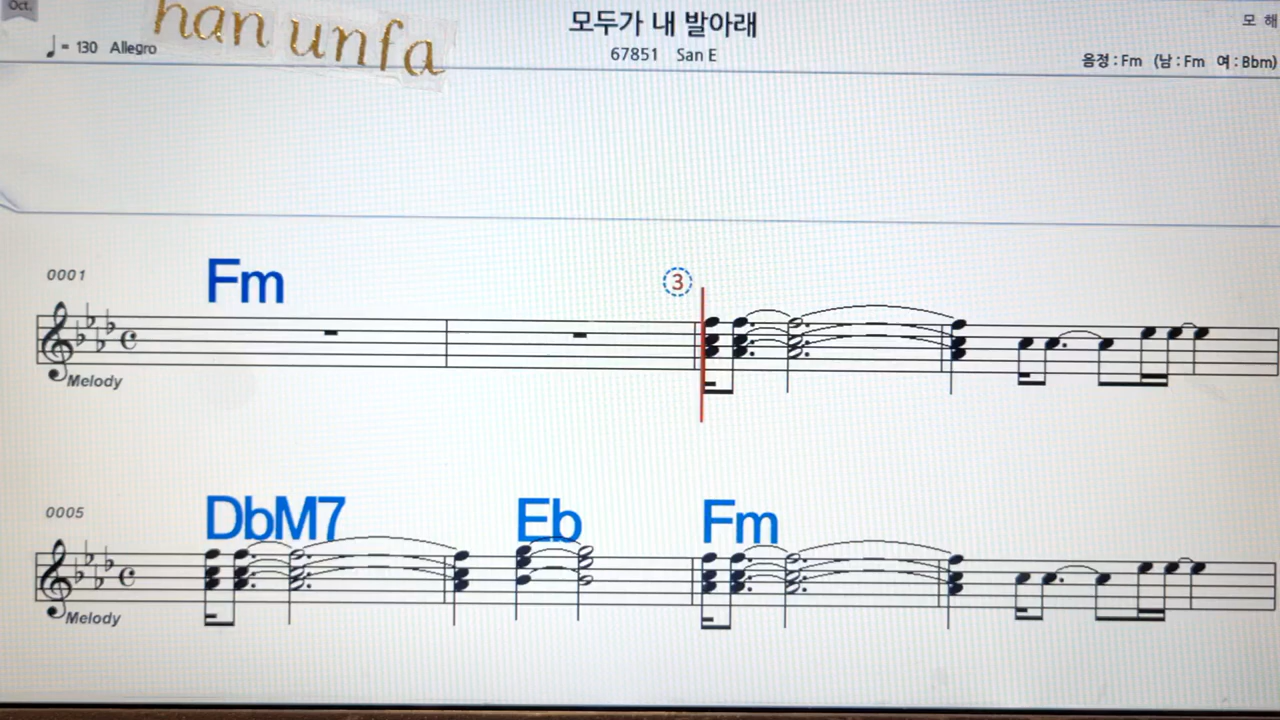 Oct.
han unfa
모두가 내 발아래
모 해
♩= 130 Allegro
67851 San E
음정 : Fm (남 : Fm 여 : Bbm)
0001
Fm
3
Melody
0005
DbM7 Eb Fm
Melody